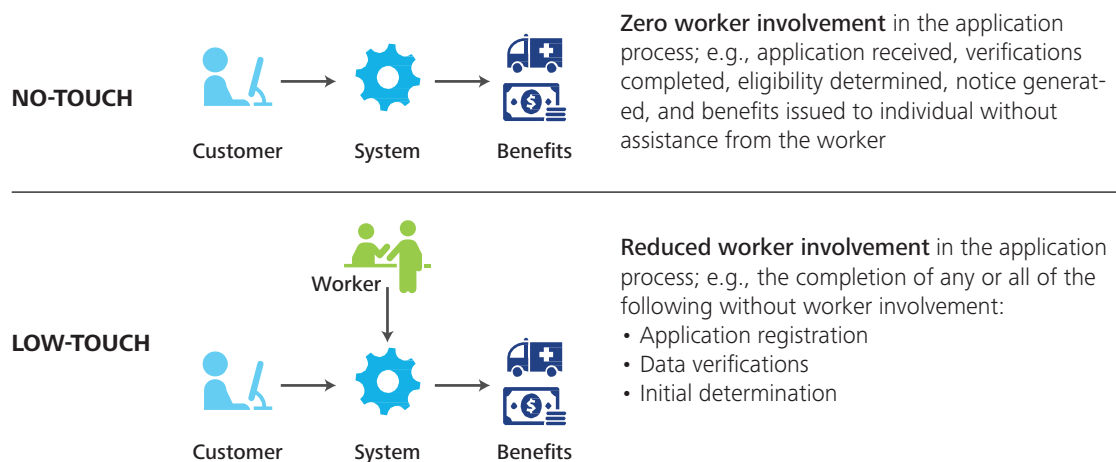 NO-TOUCH
Customer
System
Benefits
Zero worker involvement in the application
process; e.g., application received, verifications
completed, eligibility determined, notice generat-
ed, and benefits issued to individual without
assistance from the worker
LOW-TOUCH
Worker
Customer
System
Benefits
Reduced worker involvement in the application
process; e.g., the completion of any or all of the
following without worker involvement:
• Application registration
• Data verifications
• Initial determination